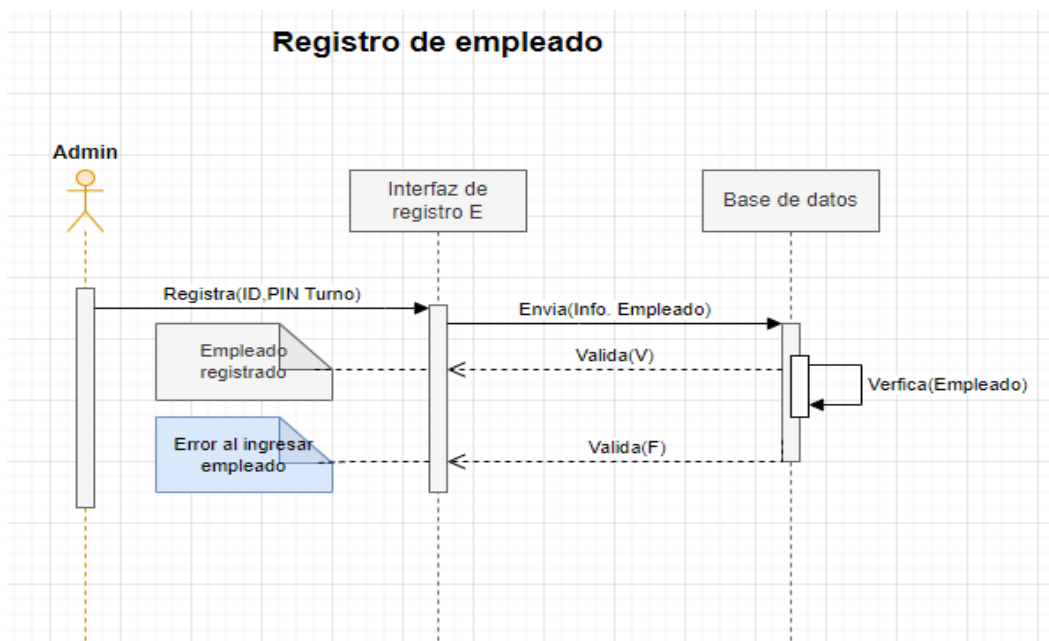 Registro de empleado
Admin
Interfaz de
registro E
Base de datos
Registra(ID,PIN Turno)
Envia(Info. Empleado)
Empleado
registrado
Valida(V)
Verfica(Empleado)
Error al ingresar
empleado
Valida(F)